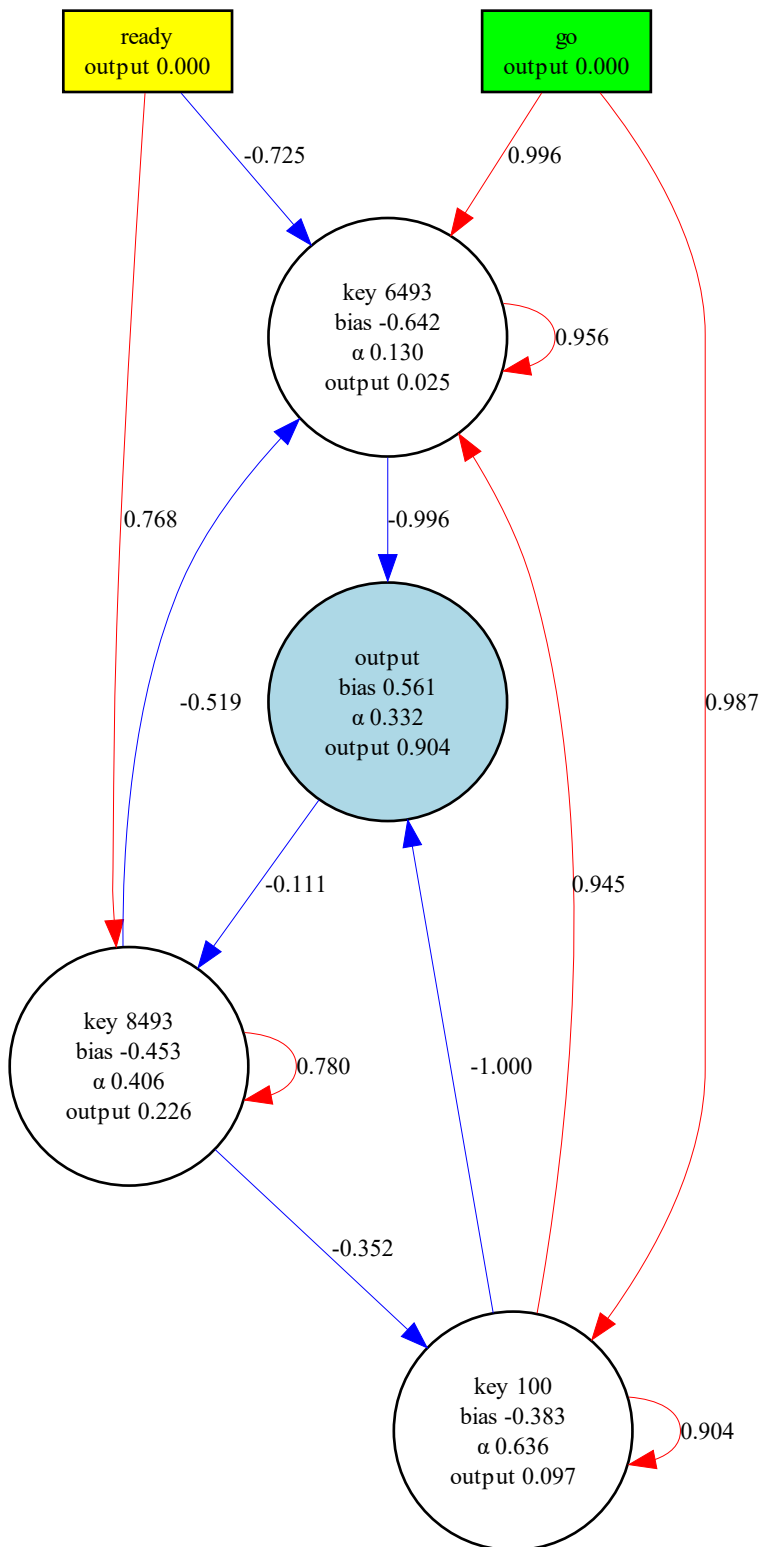 ready
output 0.000
go
output 0.000
-0.725
0.996
key 6493
bias -0.642
α 0.130
output 0.025
0.956
0.768
-0.996
output
bias 0.561
α 0.332
output 0.904
-0.519
0.987
-0.111
0.945
key 8493
bias -0.453
α 0.406
output 0.226
0.780
-1.000
-0.352
key 100
bias -0.383
α 0.636
output 0.097
0.904